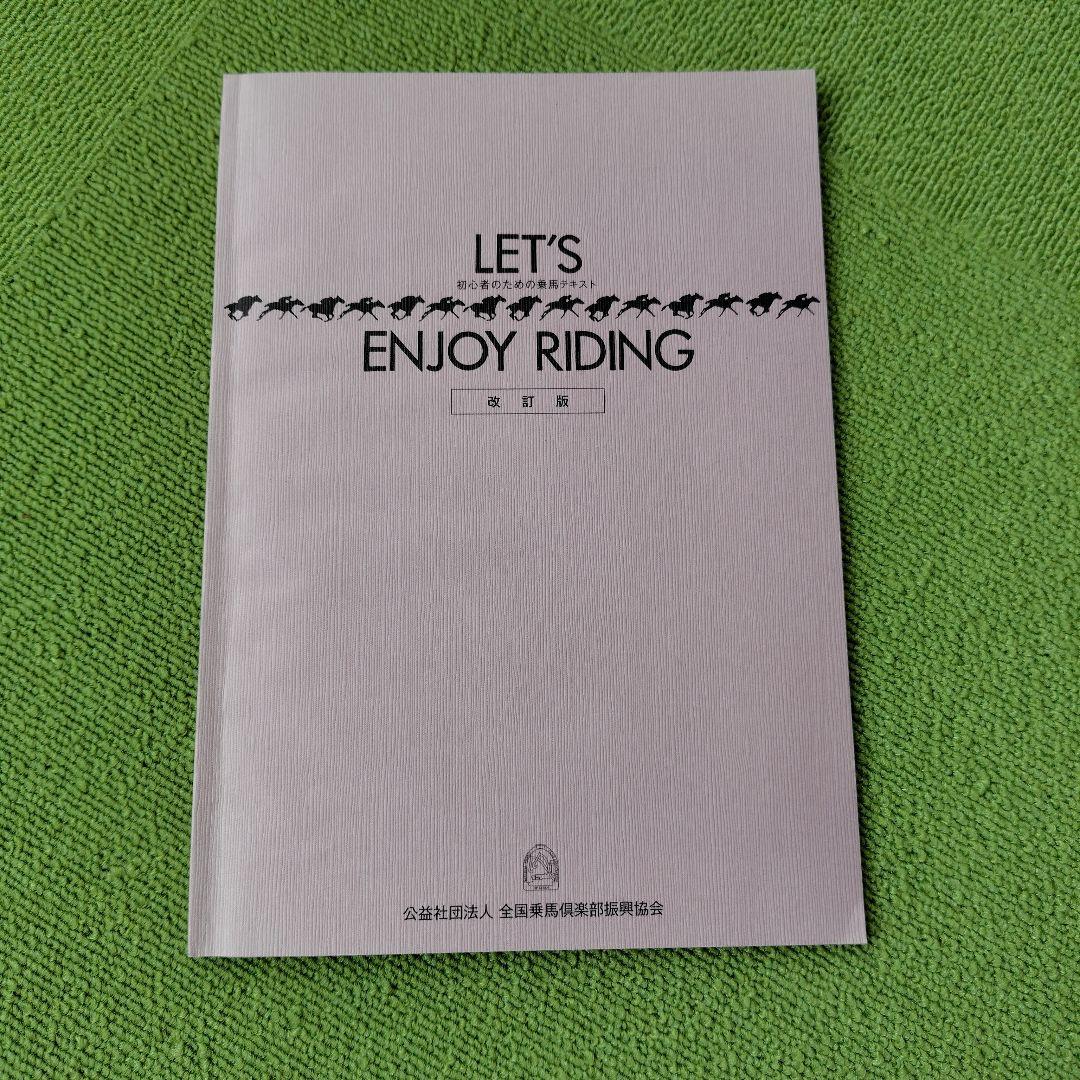 LET'S
初心者のための乗馬テキスト
ENJOY RIDING
改訂版
公益社団法人 全国乗馬倶楽部振興協会